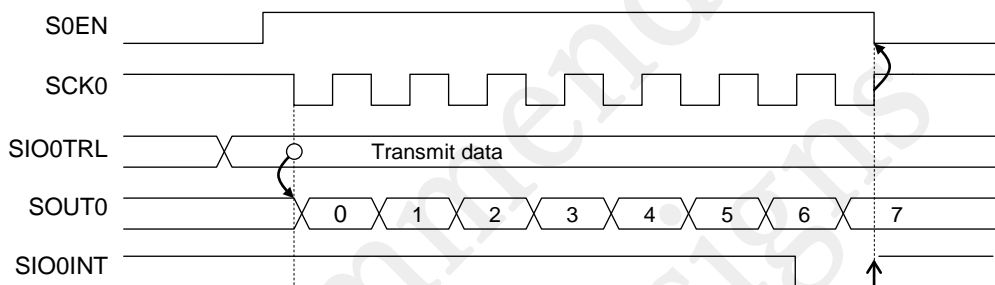 S0EN
SCK0
SIO0TRL Transmit data
SOUT0 0 1 2 3 4 5 6 7
SIO0INT